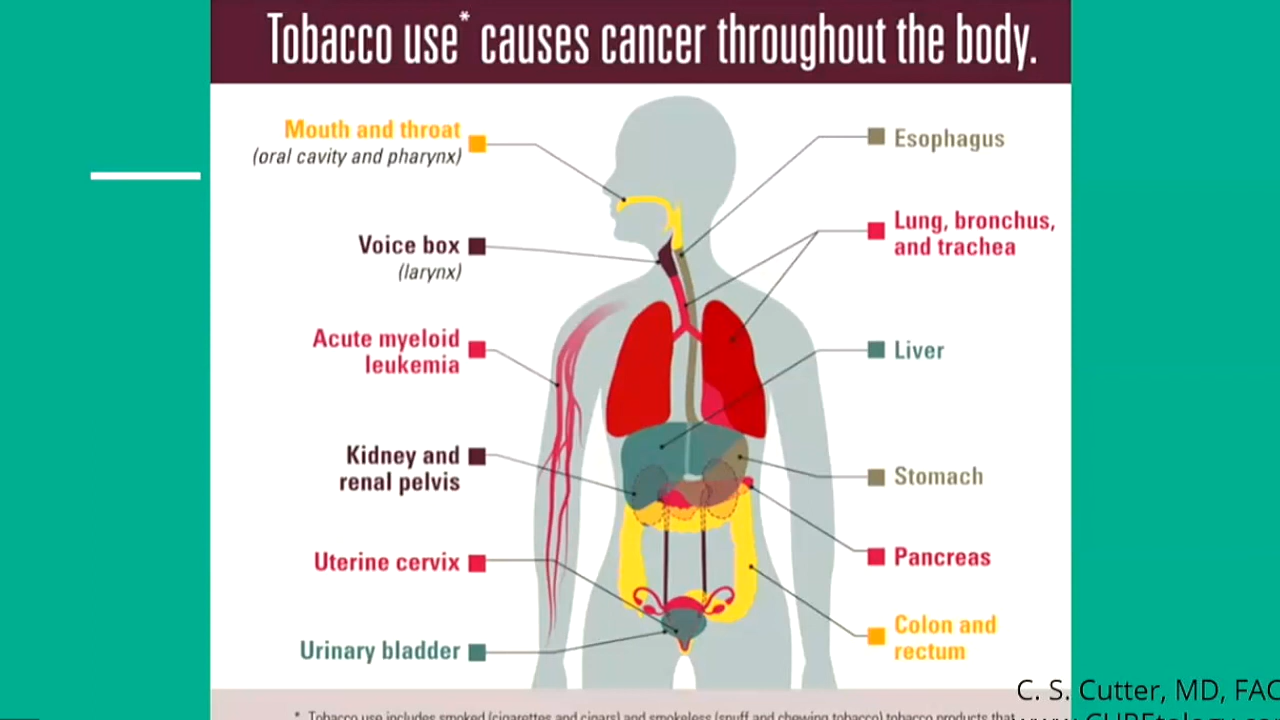 Tobacco use* causes cancer throughout the body.
Mouth and throat
(oral cavity and pharynx)
Voice box
(larynx)
Acute myeloid
leukemia
Kidney and
renal pelvis
Uterine cervix
Urinary bladder
Esophagus
Lung, bronchus,
and trachea
Liver
Stomach
Pancreas
Colon and
rectum
* Tobacco use includes smoked (cigarettes and cigars) and smokeless (snuff and chewing tobacco) tobacco products that
C. S. Cutter, MD, FAC